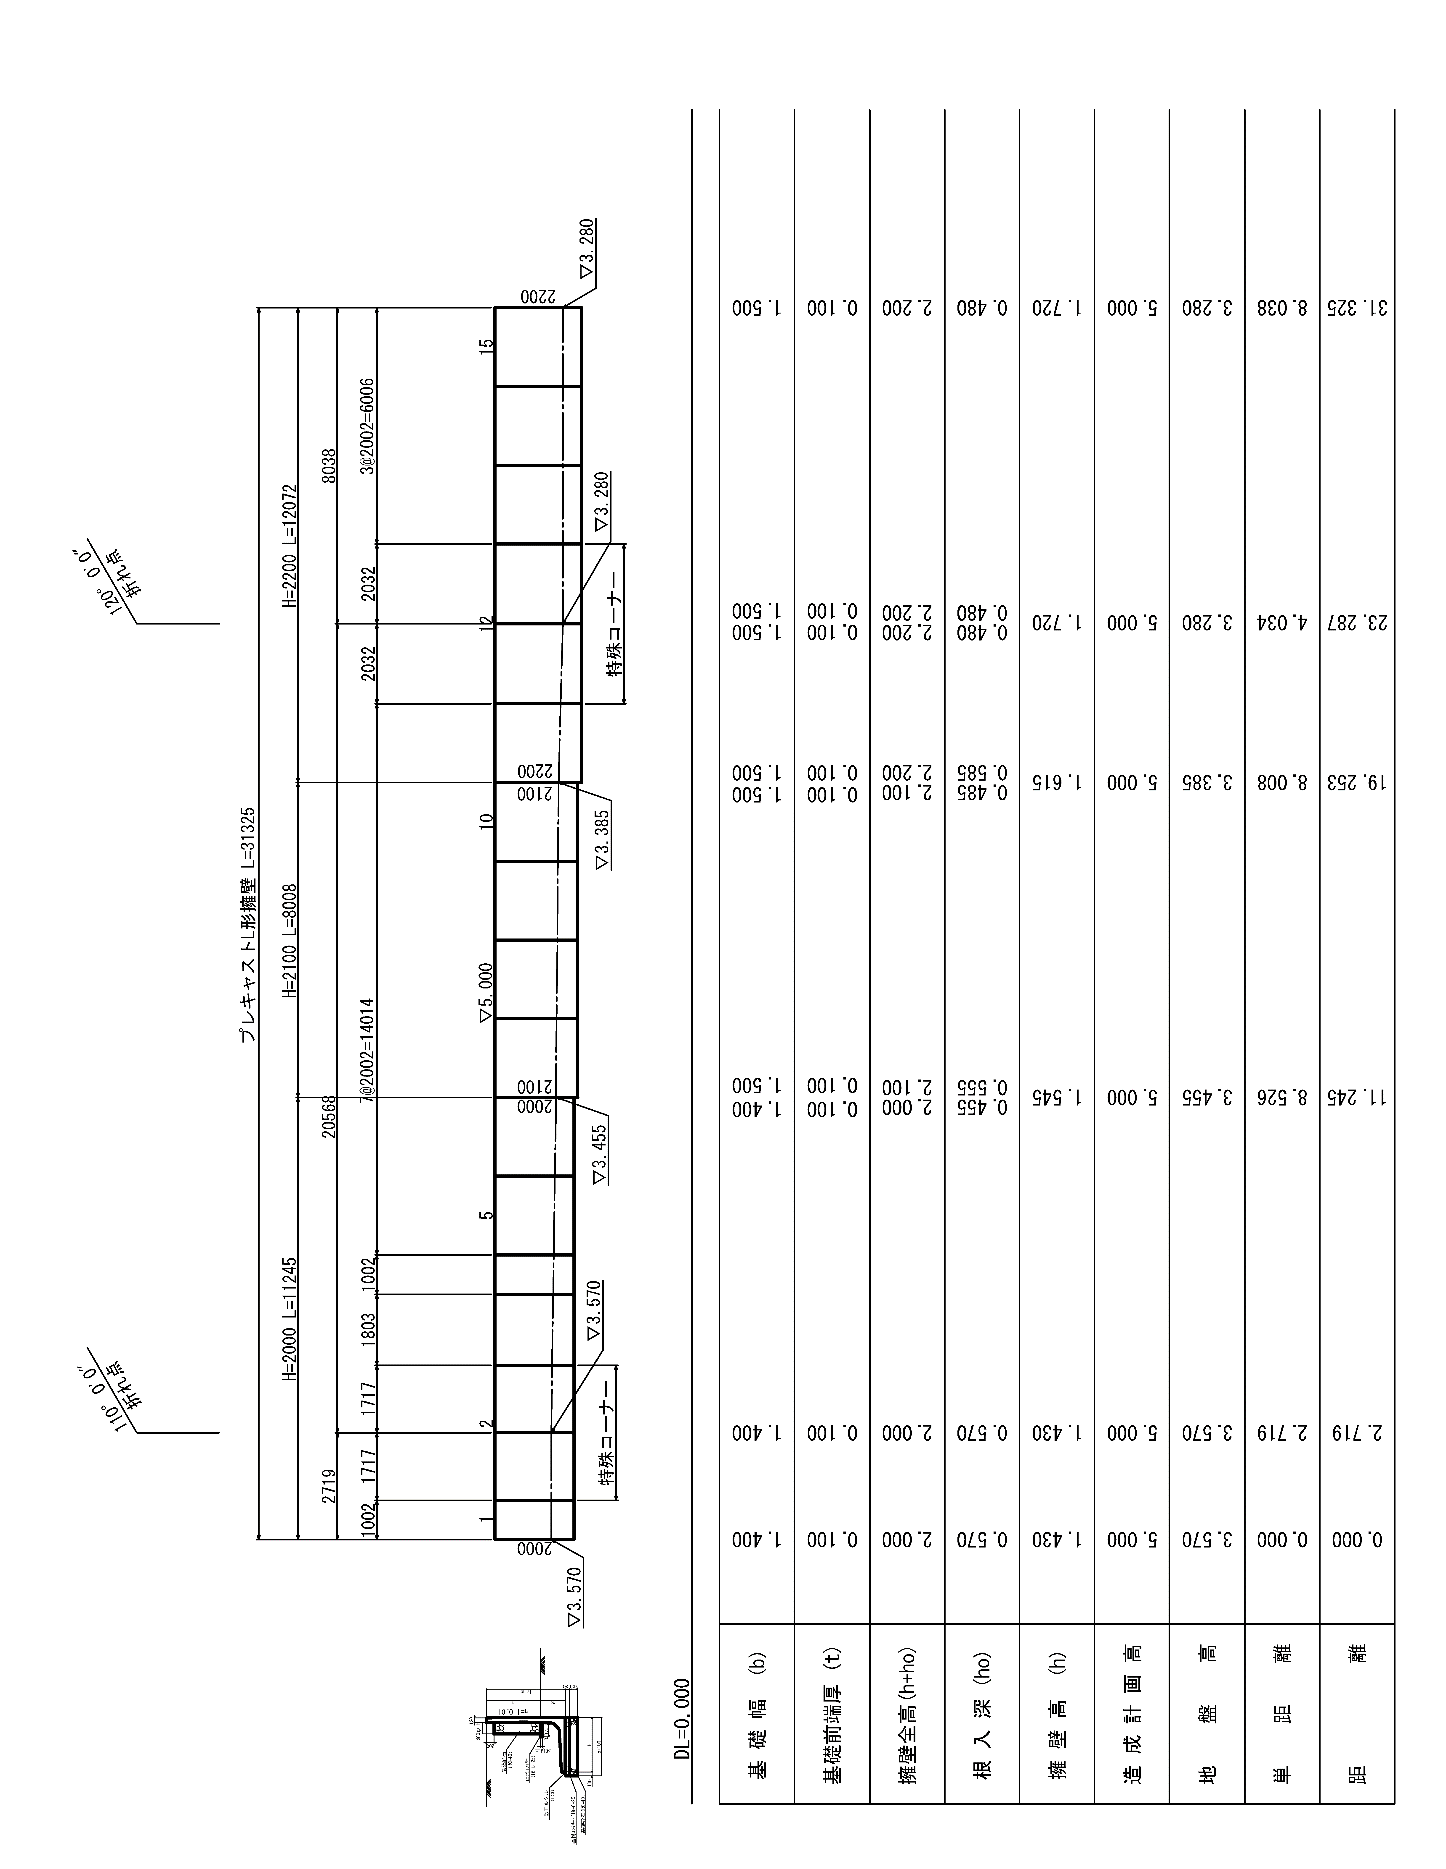 120° 0' 0"
折れ点
110° 0' 0"
折れ点
プレキャストL形擁壁 L=31325
H=2000 L=11245
H=2100 L=8008
H=2200 L=12072
2719
20568
8038
1002
1717
1717
1803
1002
7@2002=14014
2032
2032
3@2002=6006
1
2
5
▽5.000
10
12
15
2000
2000
2100
2100
2200
2200
▽3.570
▽3.570
▽3.455
▽3.385
▽3.280
▽3.280
特殊コーナー
特殊コーナー
DL=0.000
基礎幅 (b) 1.400 1.400 1.400 1.500 1.500 1.500 1.500 1.500 1.500
基礎前端厚 (t) 0.100 0.100 0.100 0.100 0.100 0.100 0.100 0.100 0.100
擁壁全高(h+ho) 2.000 2.000 2.000 2.100 2.100 2.200 2.200 2.200 2.200
根入深 (ho) 0.570 0.570 0.455 0.555 0.485 0.585 0.480 0.480 0.480
擁壁高 (h) 1.430 1.430 1.545 1.615 1.720 1.720
造成計画高 5.000 5.000 5.000 5.000 5.000 5.000
地盤高 3.570 3.570 3.455 3.385 3.280 3.280
単距離 0.000 2.719 8.526 8.008 4.034 8.038
距離 0.000 2.719 11.245 19.253 23.287 31.325